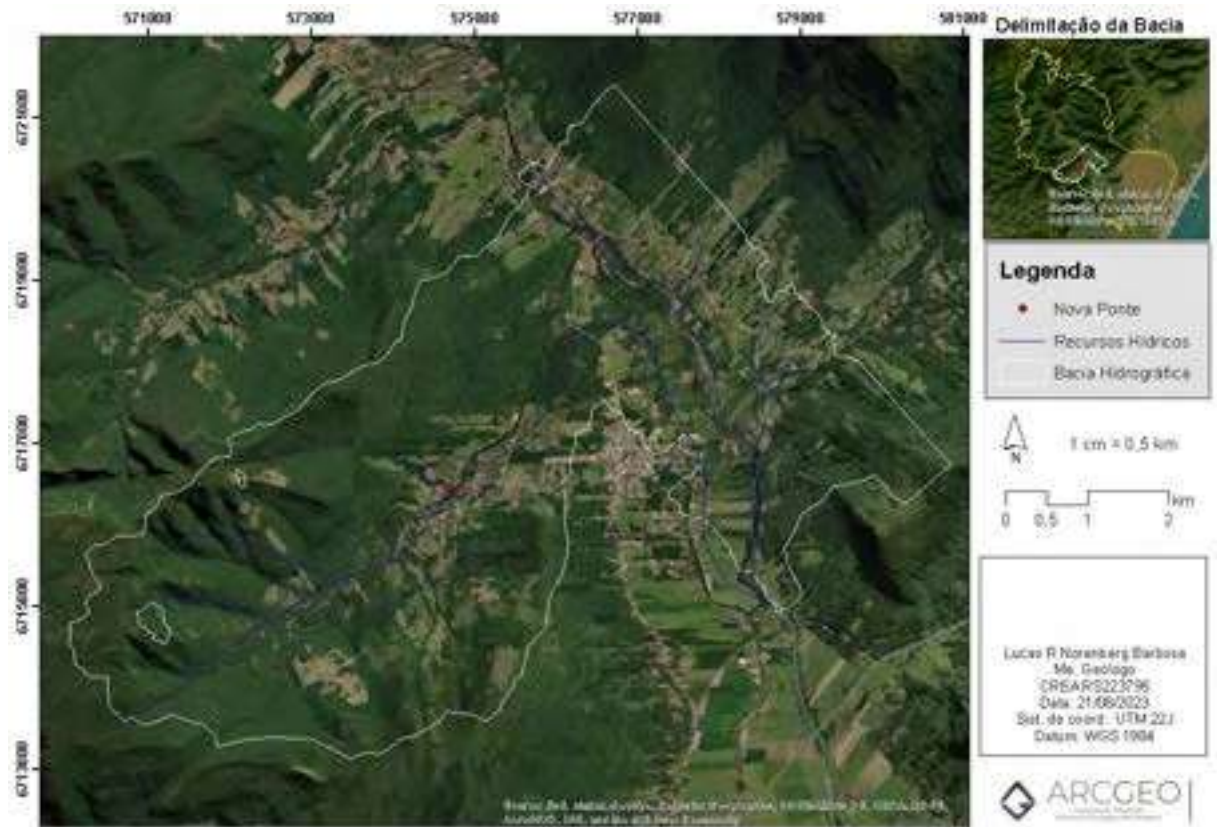 571000 573000 575000 577000 579000 581000
6721000
6719000
6717000
6715000
6713000
Delimitação da Bacia
Legenda
Nova Ponte
Recursos Hídricos
Bacia Hidrográfica
N
1 cm = 0,5 km
km
0 0,5 1 2
Lucas R Norenberg Barbosa
Me. Geólogo
CREARS223796
Data: 21/08/2023
Sist. de coord.: UTM 22J
Datum: WGS 1984
ARCGEO